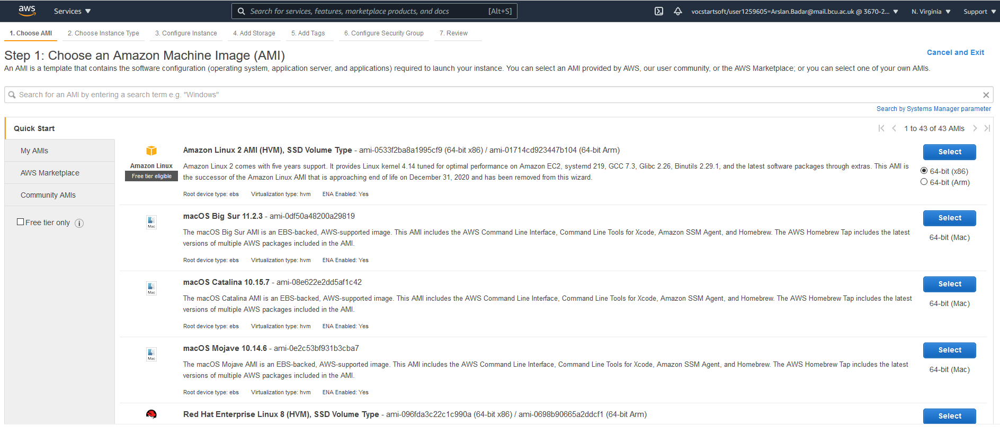 aws Services Search for services, features, marketplace products, and docs [Alt+S] vocstartsoft/user1259605=Arslan.Badar@mail.bcu.ac.uk @ 3670-2... N. Virginia Support
1. Choose AMI 2. Choose Instance Type 3. Configure Instance 4. Add Storage 5. Add Tags 6. Configure Security Group 7. Review
Step 1: Choose an Amazon Machine Image (AMI)
Cancel and Exit
An AMI is a template that contains the software configuration (operating system, application server, and applications) required to launch your instance. You can select an AMI provided by AWS, our user community, or the AWS Marketplace; or you can select one of your own AMIs.
Search for an AMI by entering a search term e.g. "Windows"
Search by Systems Manager parameter
Quick Start
1 to 43 of 43 AMIs
My AMIs
AWS Marketplace
Community AMIs
Free tier only
Amazon Linux
Free tier eligible
Amazon Linux 2 AMI (HVM), SSD Volume Type - ami-0533f2ba8a1995cf9 (64-bit x86) / ami-01714cd923447b104 (64-bit Arm)
Amazon Linux 2 comes with five years support. It provides Linux kernel 4.14 tuned for optimal performance on Amazon EC2, systemd 219, GCC 7.3, Glibc 2.26, Binutils 2.29.1, and the latest software packages through extras. This AMI is
the successor of the Amazon Linux AMI that is approaching end of life on December 31, 2020 and has been removed from this wizard.
Root device type: ebs Virtualization type: hvm ENA Enabled: Yes
Select
64-bit (x86)
64-bit (Arm)
Mac
macOS Big Sur 11.2.3 - ami-0df50a48200a29819
The macOS Big Sur AMI is an EBS-backed, AWS-supported image. This AMI includes the AWS Command Line Interface, Command Line Tools for Xcode, Amazon SSM Agent, and Homebrew. The AWS Homebrew Tap includes the latest
versions of multiple AWS packages included in the AMI.
Root device type: ebs Virtualization type: hvm ENA Enabled: Yes
Select
64-bit (Mac)
Mac
macOS Catalina 10.15.7 - ami-08e622e2dd5af1c42
The macOS Catalina AMI is an EBS-backed, AWS-supported image. This AMI includes the AWS Command Line Interface, Command Line Tools for Xcode, Amazon SSM Agent, and Homebrew. The AWS Homebrew Tap includes the latest
versions of multiple AWS packages included in the AMI.
Root device type: ebs Virtualization type: hvm ENA Enabled: Yes
Select
64-bit (Mac)
Mac
macOS Mojave 10.14.6 - ami-0e2c53bf931b3cba7
The macOS Mojave AMI is an EBS-backed, AWS-supported image. This AMI includes the AWS Command Line Interface, Command Line Tools for Xcode, Amazon SSM Agent, and Homebrew. The AWS Homebrew Tap includes the latest
versions of multiple AWS packages included in the AMI.
Root device type: ebs Virtualization type: hvm ENA Enabled: Yes
Select
64-bit (Mac)
Red Hat Enterprise Linux 8 (HVM), SSD Volume Type - ami-096fda3c22c1c990a (64-bit x86) / ami-0698b90665a2ddcf1 (64-bit Arm)
Select